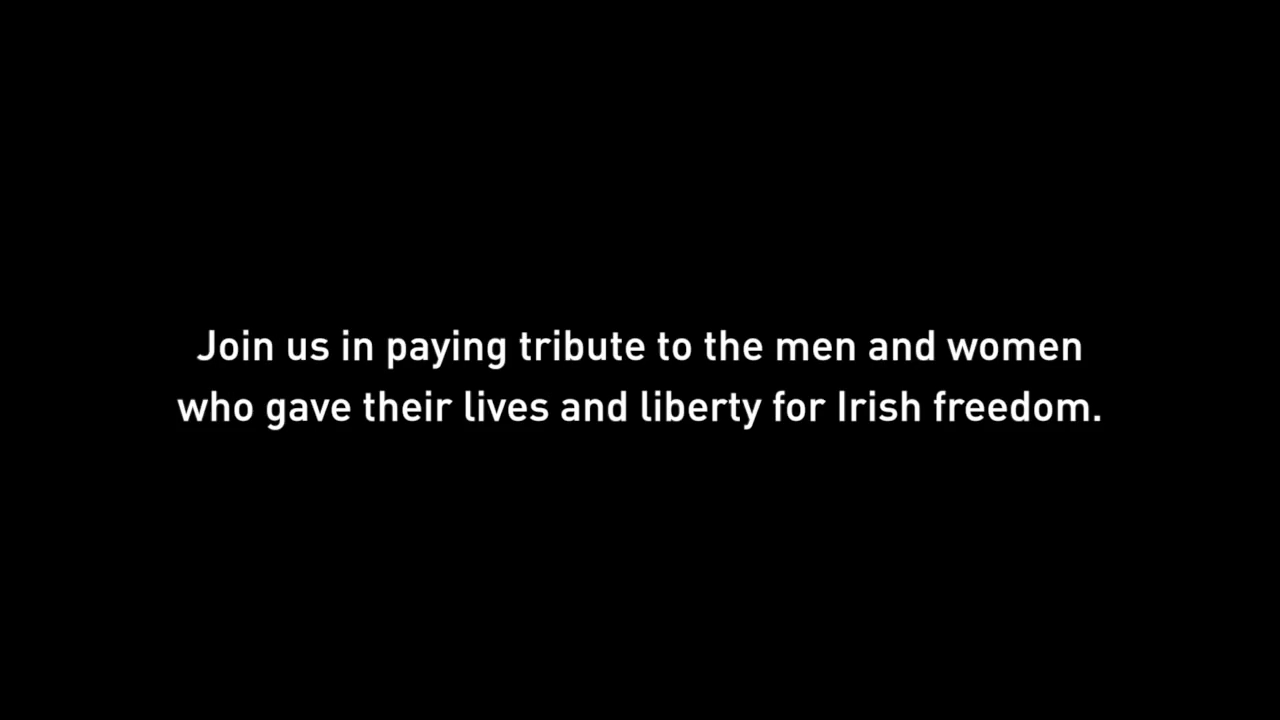 Join us in paying tribute to the men and women
who gave their lives and liberty for Irish freedom.